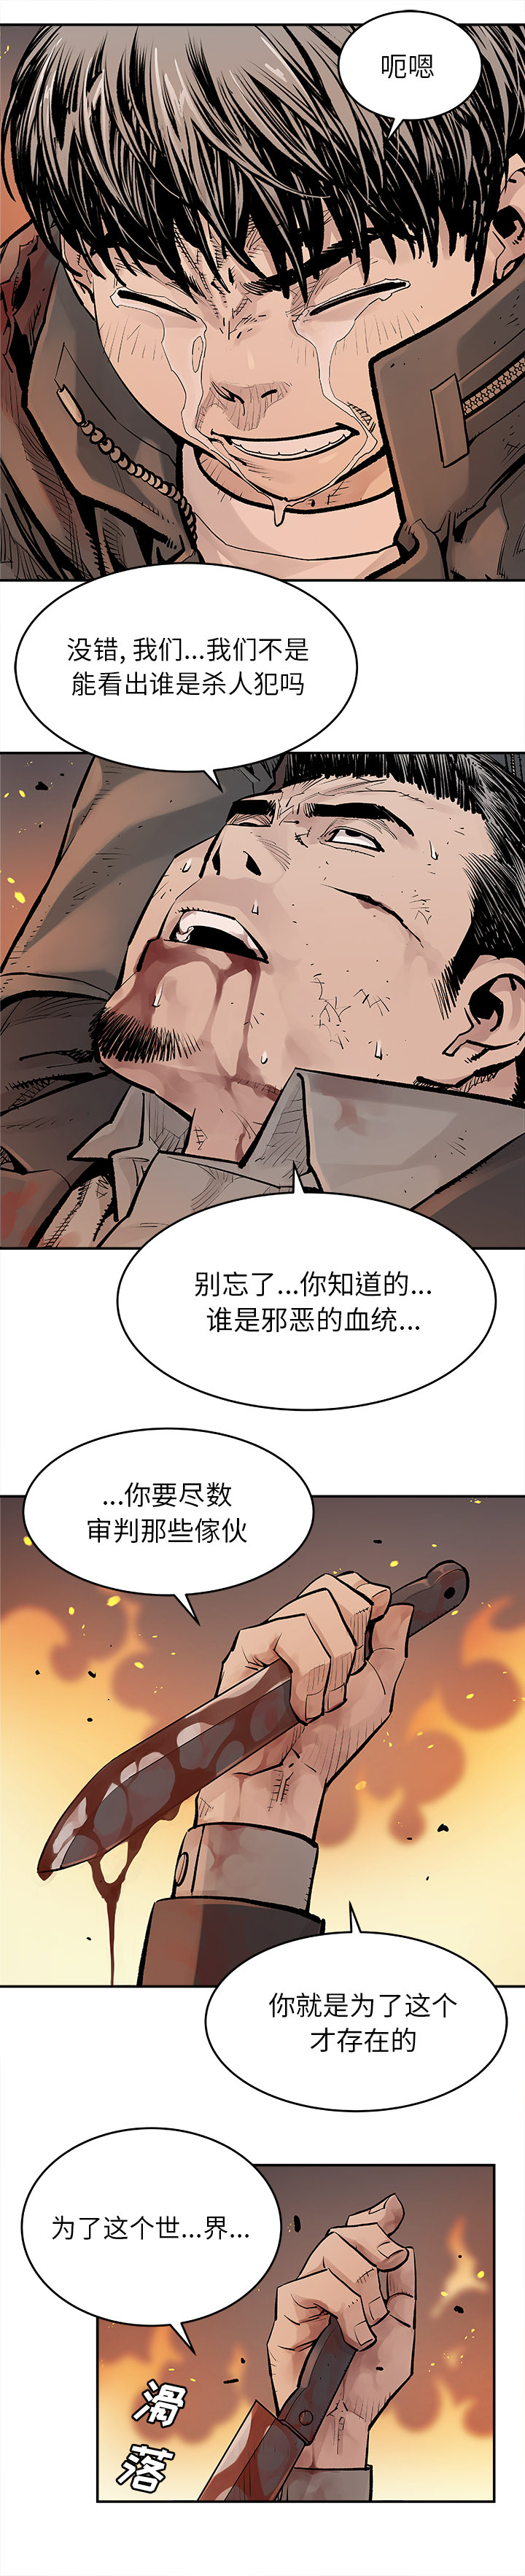 呃嗯
没错, 我们...我们不是
能看出谁是杀人犯吗
别忘了...你知道的...
谁是邪恶的血统...
...你要尽数
审判那些傢伙
你就是为了这个
才存在的
为了这个世...界...
滑
落